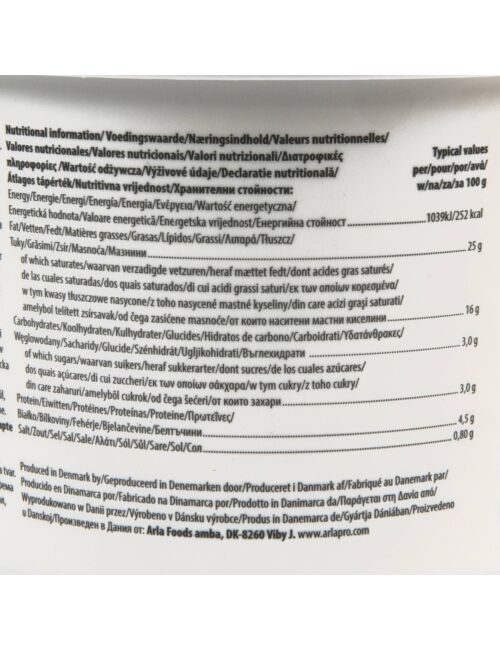 Nutritional information/Voedingswaarde/Næringsindhold/Valeurs nutritionnelles/
Valores nutricionales/Valores nutricionais/Valori nutrizionali/Διατροφικές
πληροφορίες/Wartość odżywcza/Výživové údaje/Declaratie nutritională/
Átlagos tápérték/Nutritivna vrijednost/Хранителни стойности:
Typical values
per/pour/por/avá/
w/na/za/за 100 g
Energy/Energie/Energi/Energía/Energia/Ενέργεια/Wartość energetyczna/
Energetická hodnota/Valoare energetică/Energetska vrijednost/Енергийна стойност 1039kJ/252 kcal
Fat/Vetten/Fedt/Matières grasses/Grasas/Lípidos/Grassi/Λιπαρά/Tłuszcz/
Tuky/Grăsimi/Zsír/Masnoća/Мазнини 25 g
of which saturates/waarvan verzadigde vetzuren/heraf mættet fedt/dont acides gras saturés/
de las cuales saturadas/dos quais saturados/di cui acidi grassi saturi/εκ των οποίων κορεσμένα/
w tym kwasy tłuszczowe nasycone/z toho nasycené mastné kyseliny/din care acizi grași saturati/
amelybol telített zsírsavak/od čega zasićene masnoće/от които наситени мастни киселини 16 g
Carbohydrates/Koolhydraten/Kulhydrater/Glucides/Hidratos de carbono/Carboidrati/Υδατάνθρακες/
Węglowodany/Sacharidy/Glucide/Szénhidrát/Ugljikohidrati/Въглехидрати 3,0 g
of which sugars/waarvan suikers/heraf sukkerarter/dont sucres/de los cuales azúcares/
dos quais açúcares/di cui zuccheri/εκ των οποίων σάκχαρα/w tym cukry/z toho cukry/
din care zaharuri/amelyből cukrok/od čega šećeri/от които захари 3,0 g
Protein/Eiwitten/Protéines/Proteínas/Proteine/Πρωτεΐνες/
Białko/Bílkoviny/Fehérje/Bjelančevine/Белтъчини 4,5 g
Salt/Zout/Sel/Sal/Sale/Αλάτι/Sól/Sůl/Sare/Sol/Сол 0,80 g
Produced in Denmark by/Geproduceerd in Denemarken door/Produceret i Danmark af/Fabriqué au Danemark par/
Producido en Dinamarca por/Fabricado na Dinamarca por/Prodotto in Danimarca da/Παράγεται στη Δανία από/
Wyprodukowano w Danii przez/Výrobeno v Dánsku výrobce/Produs in Danemarca de/Gyártja Dániában/Proizvedeno
u Danskoj/Произведен в Дания от: Arla Foods amba, DK-8260 Viby J. www.arlapro.com